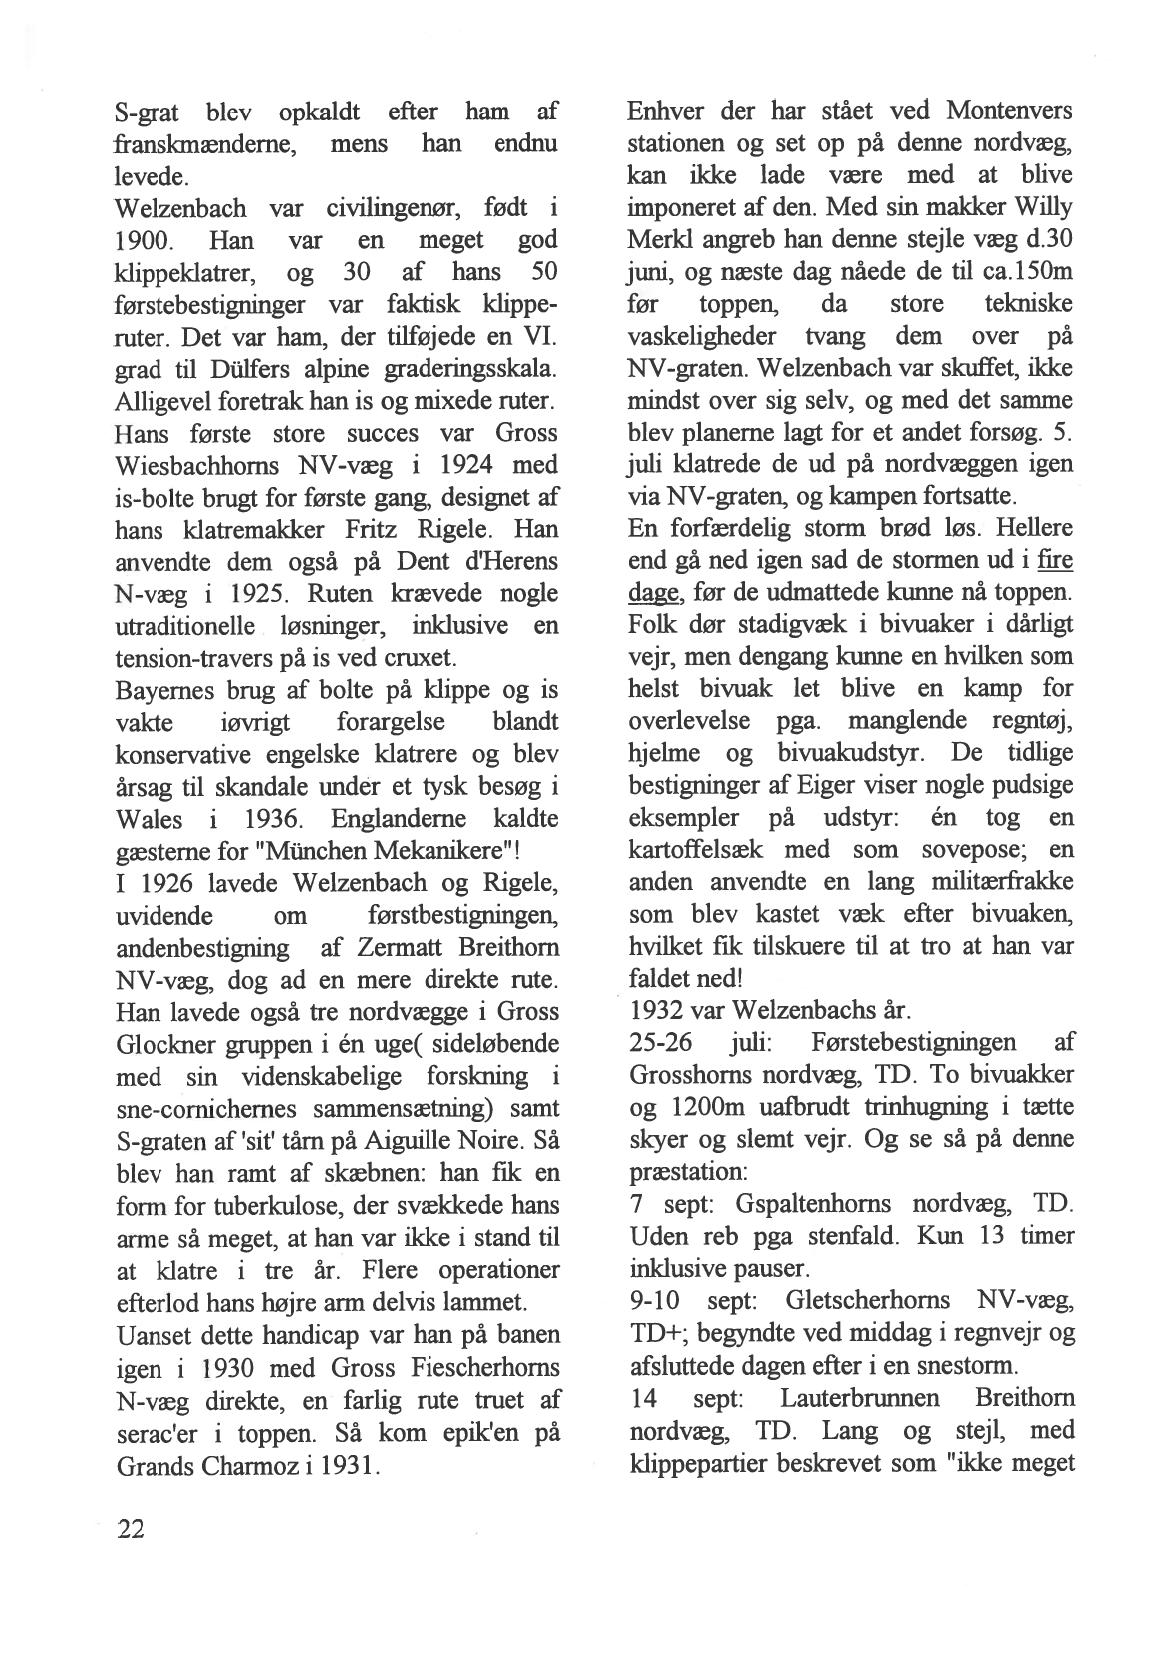 S-grat blev opkaldt efter ham af
franskmænderne, mens han endnu
levede.
Welzenbach var civilingenør, født i
1900. Han var en meget god
klippeklatrer, og 30 af hans 50
førstebestigninger var faktisk klippe-
ruter. Det var ham, der tilføjede en VI.
grad til Dülfers alpine graderingsskala.
Alligevel foretrak han is og mixede ruter.
Hans første store succes var Gross
Wiesbachhorns NV-væg i 1924 med
is-bolte brugt for første gang, designet af
hans klatremakker Fritz Rigele. Han
anvendte dem også på Dent d'Herens
N-væg i 1925. Ruten krævede nogle
utraditionelle løsninger, inklusive en
tension-travers på is ved cruxet.
Bayernes brug af bolte på klippe og is
vakte iøvrigt forargelse blandt
konservative engelske klatrere og blev
årsag til skandale under et tysk besøg i
Wales i 1936. Englanderne kaldte
gæsterne for "München Mekanikere"!
I 1926 lavede Welzenbach og Rigele,
uvidende om førstbestigningen,
andenbestigning af Zermatt Breithorn
NV-væg, dog ad en mere direkte rute.
Han lavede også tre nordvægge i Gross
Glockner gruppen i én uge( sideløbende
med sin videnskabelige forskning i
sne-cornichernes sammensætning) samt
S-graten af 'sit' tårn på Aiguille Noire. Så
blev han ramt af skæbnen: han fik en
form for tuberkulose, der svækkede hans
arme så meget, at han var ikke i stand til
at klatre i tre år. Flere operationer
efterlod hans højre arm delvis lammet.
Uanset dette handicap var han på banen
igen i 1930 med Gross Fiescherhorns
N-væg direkte, en farlig rute truet af
serac'er i toppen. Så kom epik'en på
Grands Charmoz i 1931.
Enhver der har stået ved Montenvers
stationen og set op på denne nordvæg,
kan ikke lade være med at blive
imponeret af den. Med sin makker Willy
Merkl angreb han denne stejle væg d.30
juni, og næste dag nåede de til ca.150m
før toppen, da store tekniske
vaskeligheder tvang dem over på
NV-graten. Welzenbach var skuffet, ikke
mindst over sig selv, og med det samme
blev planerne lagt for et andet forsøg. 5.
juli klatrede de ud på nordvæggen igen
via NV-graten, og kampen fortsatte.
En forfærdelig storm brød løs. Hellere
end gå ned igen sad de stormen ud i fire
dage, før de udmattede kunne nå toppen.
Folk dør stadigvæk i bivuaker i dårligt
vejr, men dengang kunne en hvilken som
helst bivuak let blive en kamp for
overlevelse pga. manglende regntøj,
hjelme og bivuakudstyr. De tidlige
bestigninger af Eiger viser nogle pudsige
eksempler på udstyr: én tog en
kartoffelsæk med som sovepose; en
anden anvendte en lang militærfrakke
som blev kastet væk efter bivuaken,
hvilket fik tilskuere til at tro at han var
faldet ned!
1932 var Welzenbachs år.
25-26 juli: Førstebestigningen af
Grosshorns nordvæg, TD. To bivuakker
og 1200m uafbrudt trinhugning i tætte
skyer og slemt vejr. Og se så på denne
præstation:
7 sept: Gspaltenhorns nordvæg, TD.
Uden reb pga stenfald. Kun 13 timer
inklusive pauser.
9-10 sept: Gletscherhorns NV-væg,
TD+; begyndte ved middag i regnvejr og
afsluttede dagen efter i en snestorm.
14 sept: Lauterbrunnen Breithorn
nordvæg, TD. Lang og stejl, med
klippepartier beskrevet som "ikke meget
22